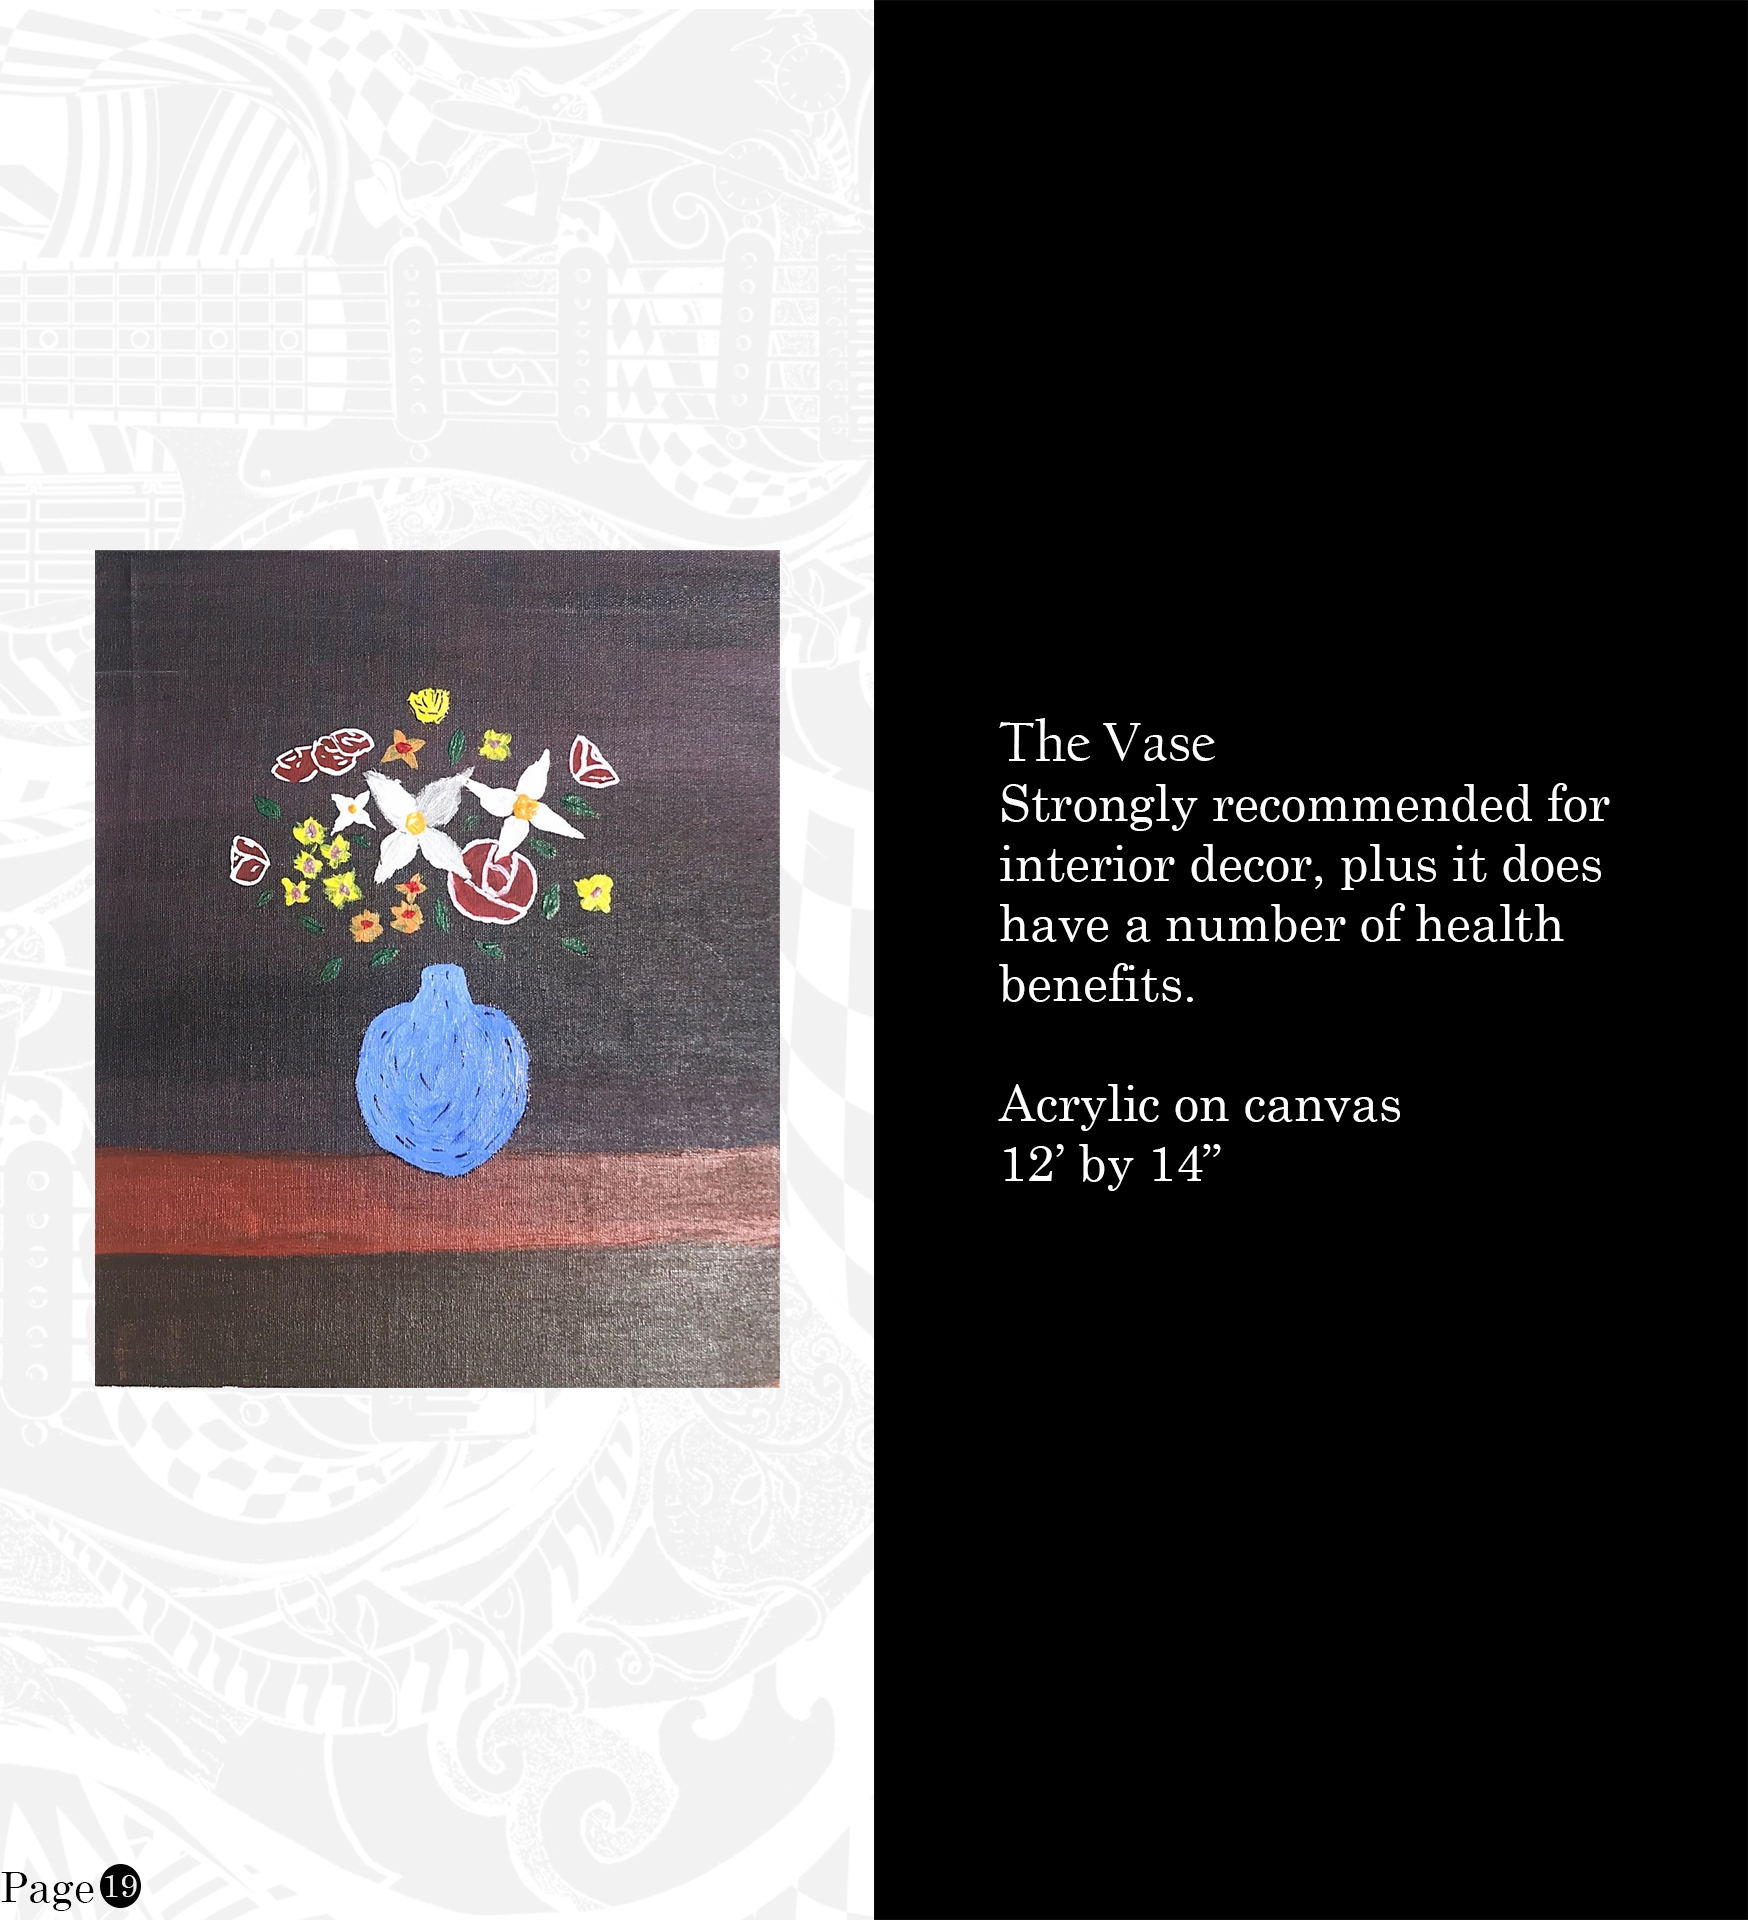 The Vase
Strongly recommended for
interior decor, plus it does
have a number of health
benefits.
Acrylic on canvas
12’ by 14”
Page 19